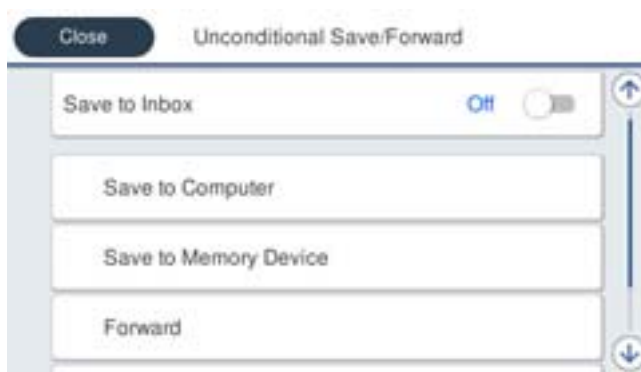 Close Unconditional Save/Forward
Save to Inbox Off
Save to Computer
Save to Memory Device
Forward